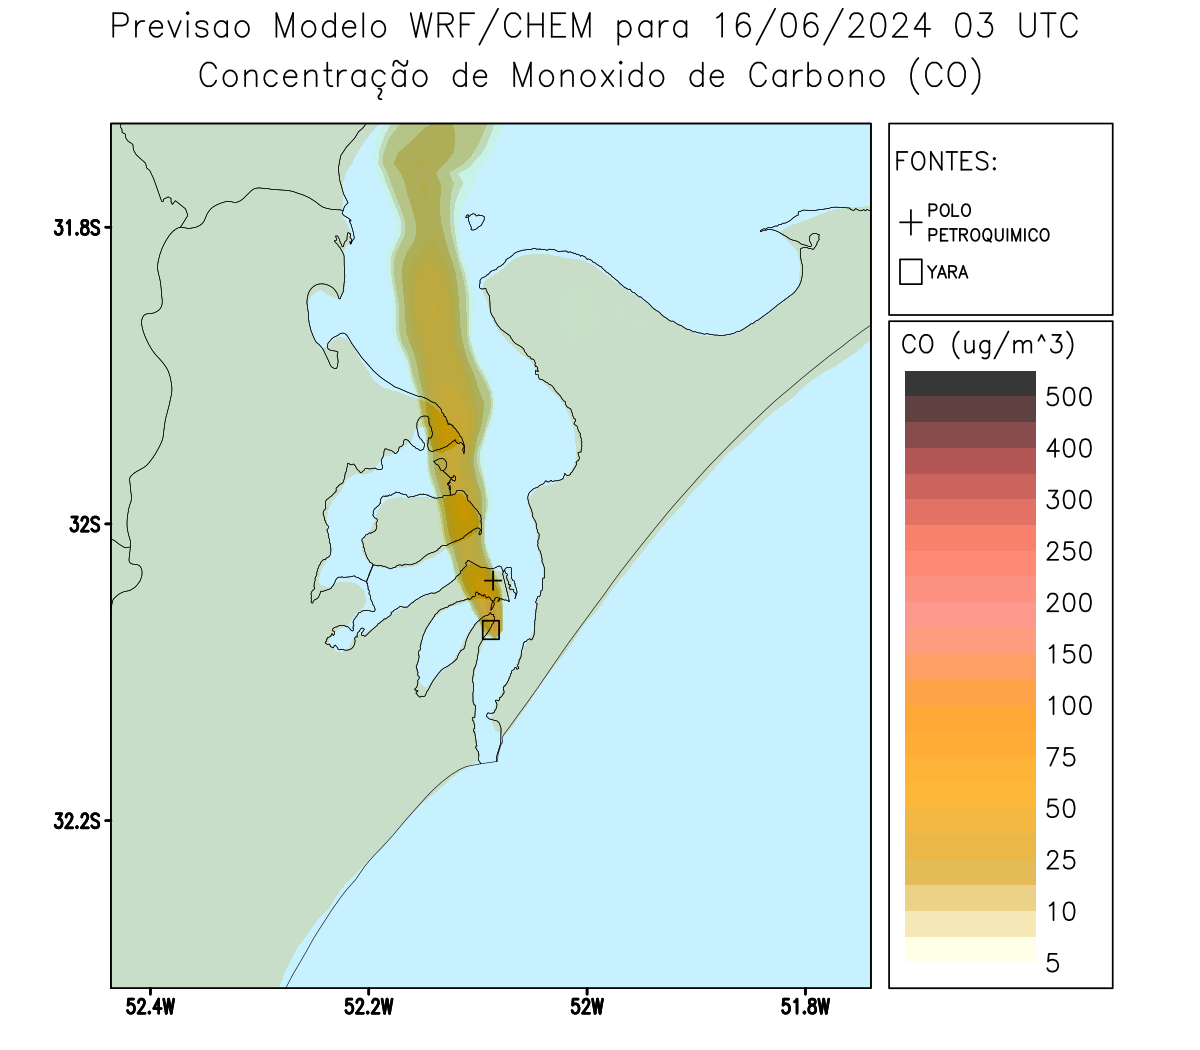 Previsao Modelo WRF/CHEM para 16/06/2024 03 UTC
Concentração de Monoxido de Carbono (CO)
FONTES:
POLO
PETROQUIMICO
YARA
CO (ug/m^3)
500
400
300
250
200
150
100
75
50
25
10
5
31.8S
32S
32.2S
52.4W
52.2W
52W
51.8W